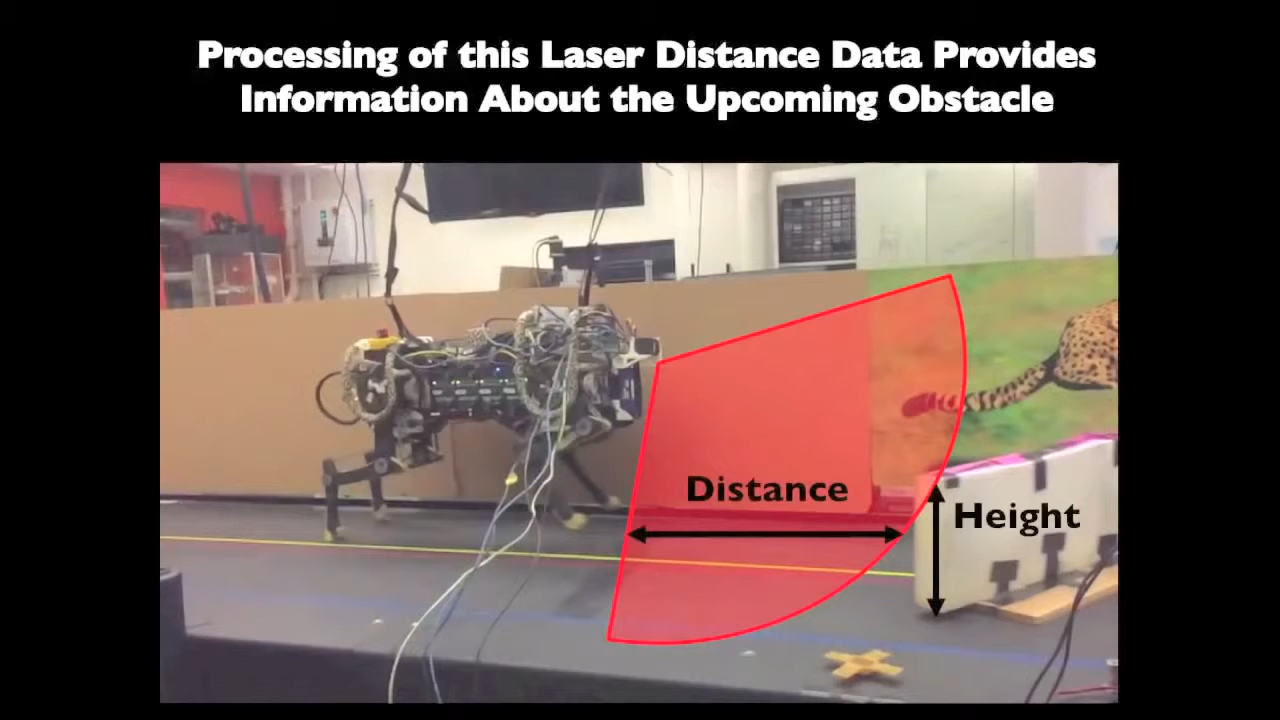 Processing of this Laser Distance Data Provides
Information About the Upcoming Obstacle
Distance
Height